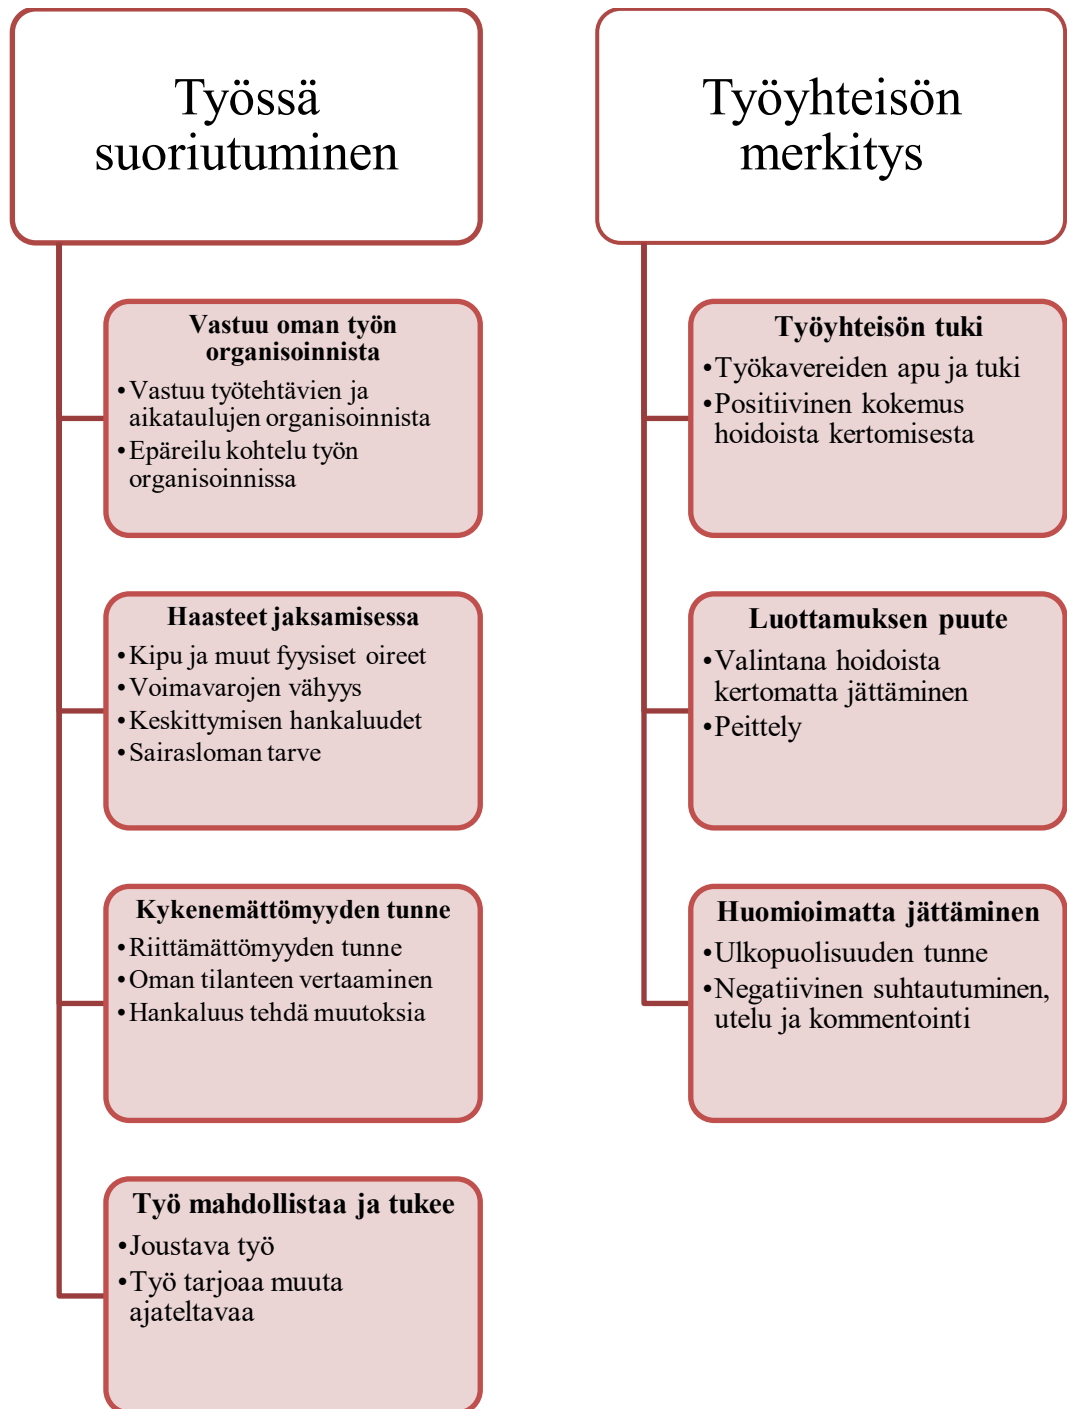 Työssä
suoriutuminen
Vastuu oman työn
organisoinnista
•Vastuu työtehtävien ja
aikataulujen organisoinnista
•Epäreilu kohtelu työn
organisoinnissa
Haasteet jaksamisessa
•Kipu ja muut fyysiset oireet
•Voimavarojen vähyys
•Keskittymisen hankaluudet
•Sairasloman tarve
Kykenemättömyyden tunne
•Riittämättömyyden tunne
•Oman tilanteen vertaaminen
•Hankaluus tehdä muutoksia
Työ mahdollistaa ja tukee
•Joustava työ
•Työ tarjoaa muuta
ajateltavaa
Työyhteisön
merkitys
Työyhteisön tuki
•Työkavereiden apu ja tuki
•Positiivinen kokemus
hoidoista kertomisesta
Luottamuksen puute
•Valintana hoidoista
kertomatta jättäminen
•Peittely
Huomioimatta jättäminen
•Ulkopuolisuuden tunne
•Negatiivinen suhtautuminen,
utelu ja kommentointi